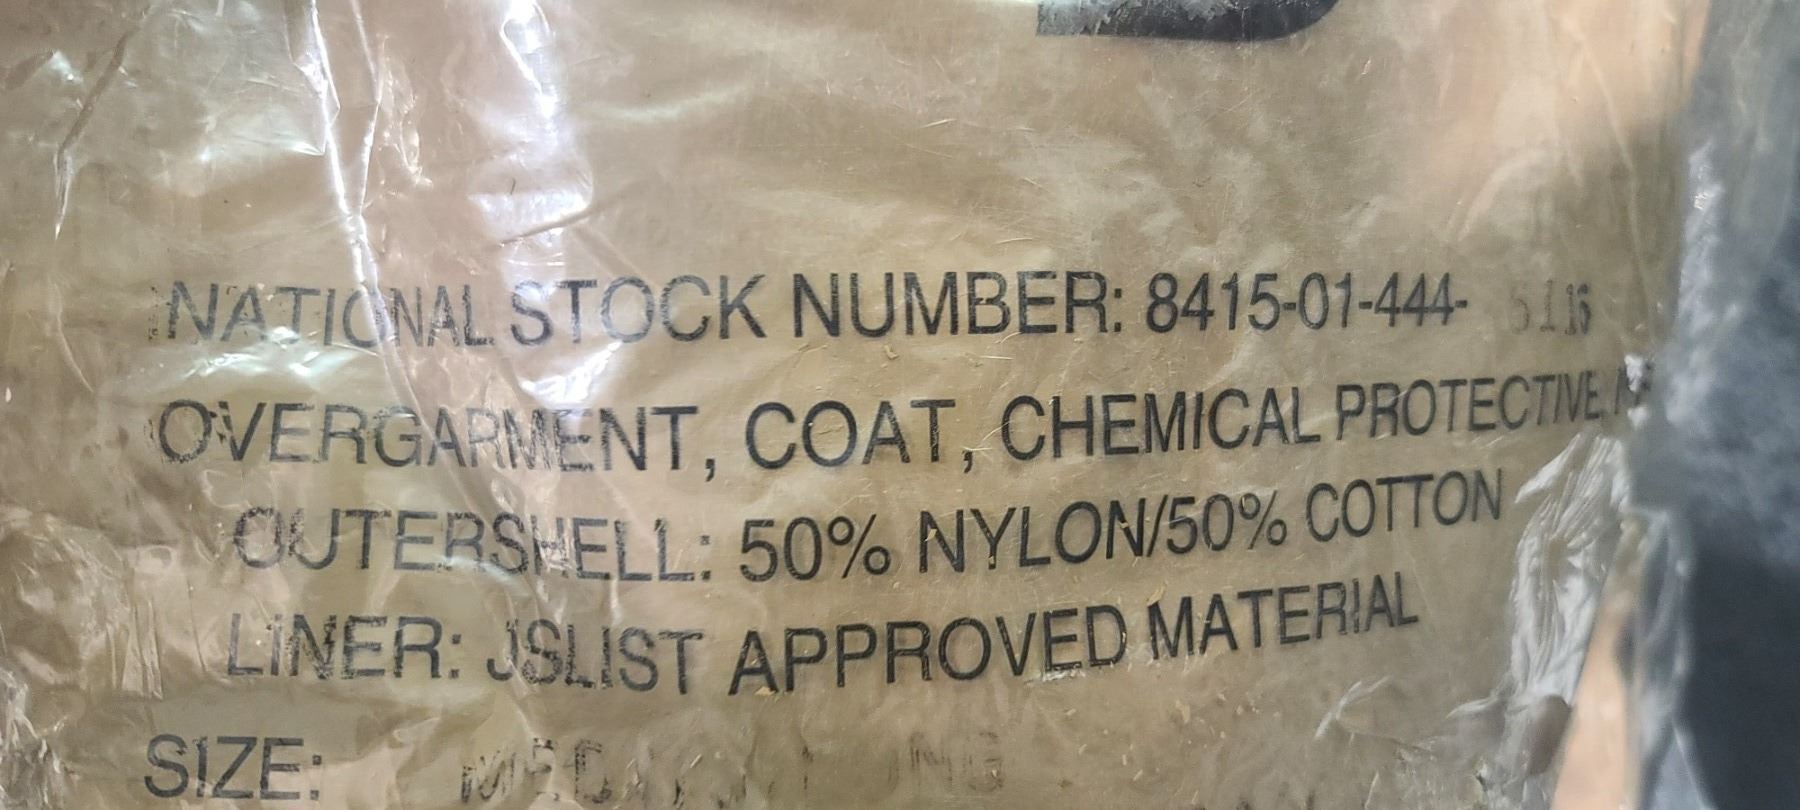 NATIONAL STOCK NUMBER: 8415-01-444-
OVERGARMENT, COAT, CHEMICAL PROTECTIVE
OUTERSHELL: 50% NYLON/50% COTTON
LINER: JSLIST APPROVED MATERIAL
SIZE: